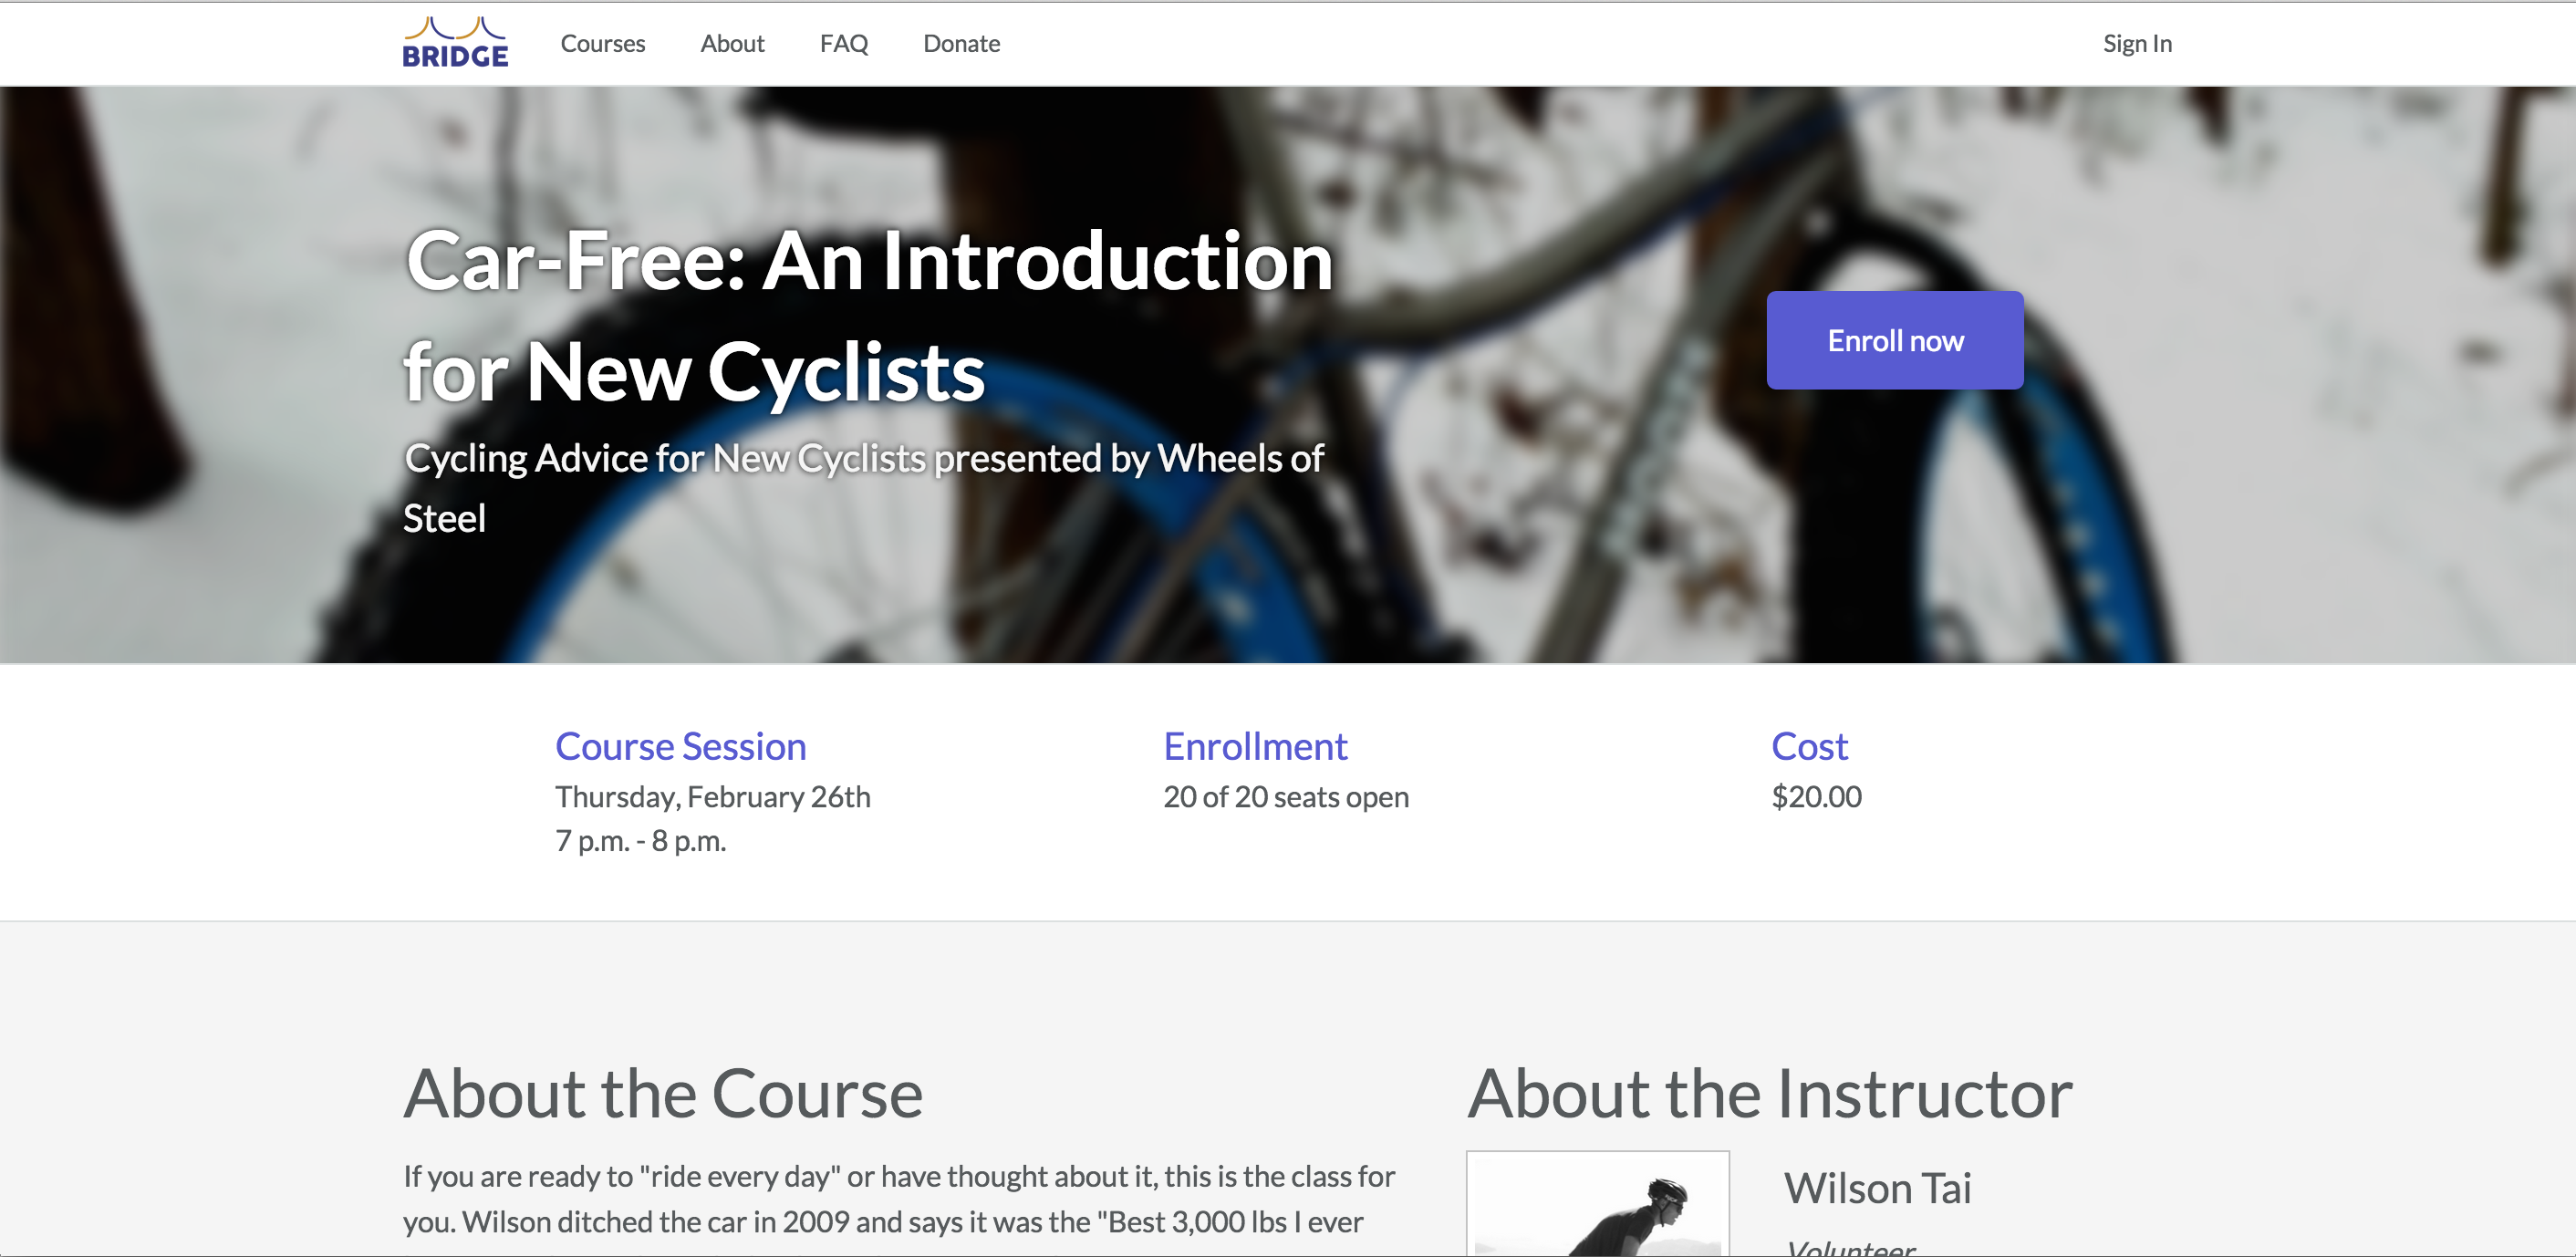 BRIDGE
Courses
About
FAQ
Donate
Sign In
Car-Free: An Introduction
for New Cyclists
Cycling Advice for New Cyclists presented by Wheels of
Steel
Enroll now
Course Session
Thursday, February 26th
7 p.m. - 8 p.m.
Enrollment
20 of 20 seats open
Cost
$20.00
About the Course
If you are ready to "ride every day" or have thought about it, this is the class for
you. Wilson ditched the car in 2009 and says it was the "Best 3,000 lbs I ever
About the Instructor
Wilson Tai
Volunteer